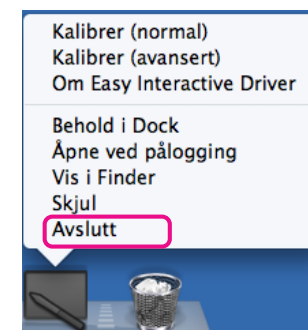 Kalibrer (normal)
Kalibrer (avansert)
Om Easy Interactive Driver
Behold i Dock
Åpne ved pålogging
Vis i Finder
Skjul
Avslutt